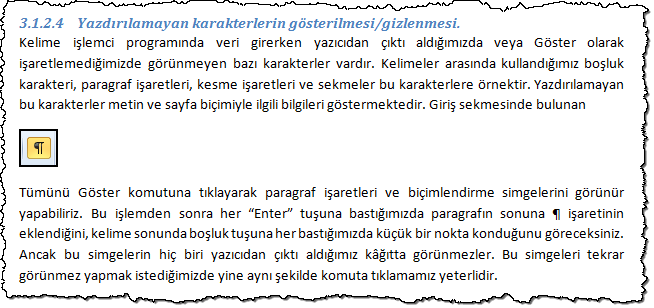 3.1.2.4 Yazdırılamayan karakterlerin gösterilmesi/gizlenmesi.
Kelime işlemci programında veri girerken yazıcıdan çıktı aldığımızda veya Göster olarak
işaretlemediğimizde görünmeyen bazı karakterler vardır. Kelimeler arasında kullandığımız boşluk
karakteri, paragraf işaretleri, kesme işaretleri ve sekmeler bu karakterlere örnektir. Yazdırılamayan
bu karakterler metin ve sayfa biçimiyle ilgili bilgileri göstermektedir. Giriş sekmesinde bulunan
¶
Tümünü Göster komutuna tıklayarak paragraf işaretleri ve biçimlendirme simgelerini görünür
yapabiliriz. Bu işlemden sonra her “Enter” tuşuna bastığımızda paragrafın sonuna ¶ işaretinin
eklendiğini, kelime sonunda boşluk tuşuna her bastığımızda küçük bir nokta konduğunu göreceksiniz.
Ancak bu simgelerin hiç biri yazıcıdan çıktı aldığımız kâğıtta görünmezler. Bu simgeleri tekrar
görünmez yapmak istediğimizde yine aynı şekilde komuta tıklamamız yeterlidir.